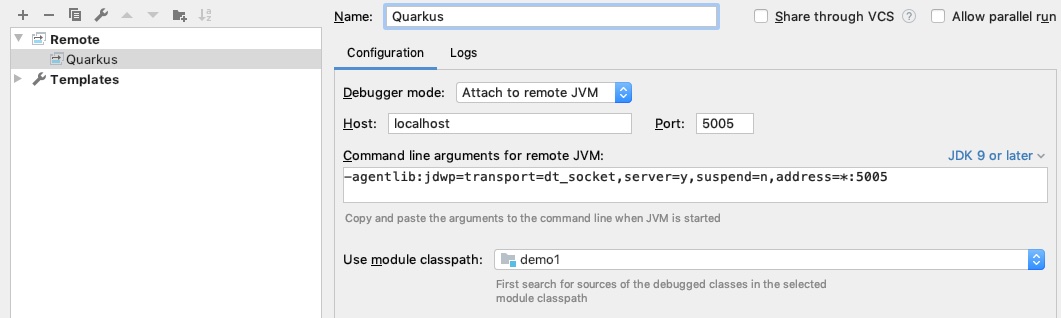 Name: Quarkus
Share through VCS ?
Allow parallel run
Remote
Quarkus
Templates
Configuration Logs
Debugger mode: Attach to remote JVM
Host: localhost Port: 5005
Command line arguments for remote JVM: JDK 9 or later
-agentlib:jdwp=transport=dt_socket,server=y,suspend=n,address=*:5005
Copy and paste the arguments to the command line when JVM is started
Use module classpath: demo1
First search for sources of the debugged classes in the selected
module classpath